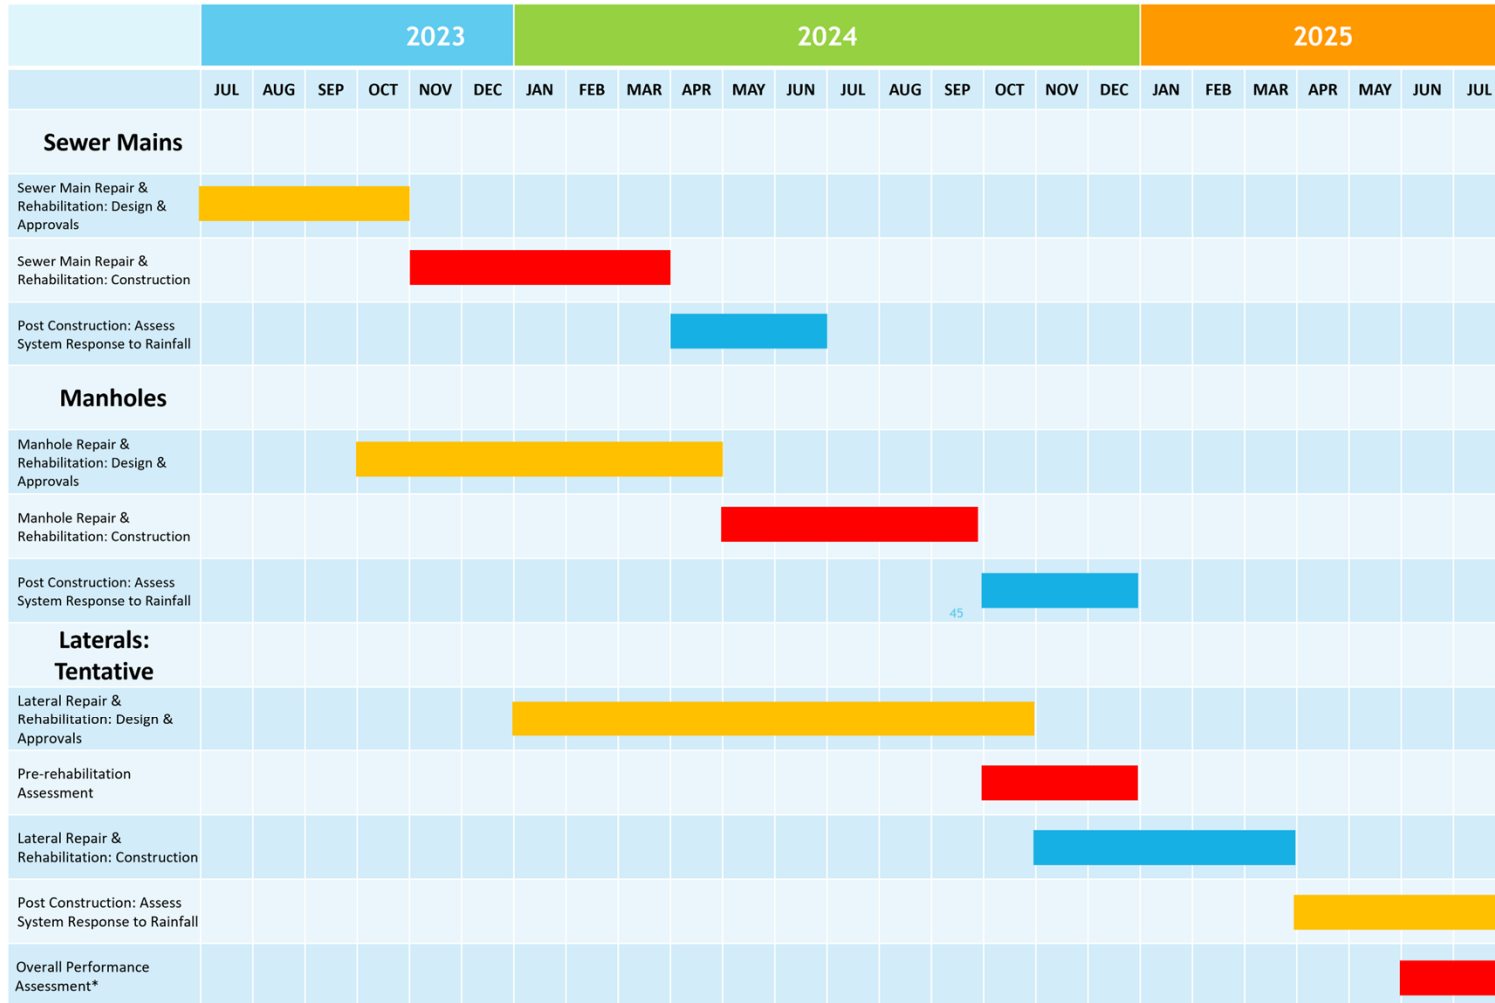 2023 2024 2025
JUL AUG SEP OCT NOV DEC JAN FEB MAR APR MAY JUN JUL AUG SEP OCT NOV DEC JAN FEB MAR APR MAY JUN JUL
Sewer Mains
Sewer Main Repair &
Rehabilitation: Design &
Approvals
Sewer Main Repair &
Rehabilitation: Construction
Post Construction: Assess
System Response to Rainfall
Manholes
Manhole Repair &
Rehabilitation: Design &
Approvals
Manhole Repair &
Rehabilitation: Construction
Post Construction: Assess
System Response to Rainfall
45
Laterals:
Tentative
Lateral Repair &
Rehabilitation: Design &
Approvals
Pre-rehabilitation
Assessment
Lateral Repair &
Rehabilitation: Construction
Post Construction: Assess
System Response to Rainfall
Overall Performance
Assessment*